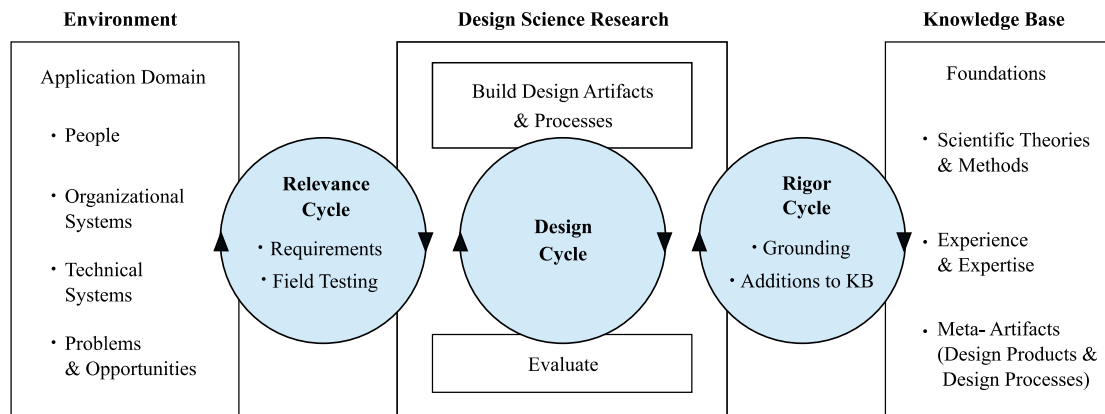 Environment
Application Domain
· People
· Organizational
Systems
· Technical
Systems
· Problems
& Opportunities
Relevance
Cycle
· Requirements
· Field Testing
Design Science Research
Build Design Artifacts
& Processes
Design
Cycle
Evaluate
Rigor
Cycle
· Grounding
· Additions to KB
Knowledge Base
Foundations
· Scientific Theories
& Methods
· Experience
& Expertise
· Meta- Artifacts
(Design Products &
Design Processes)